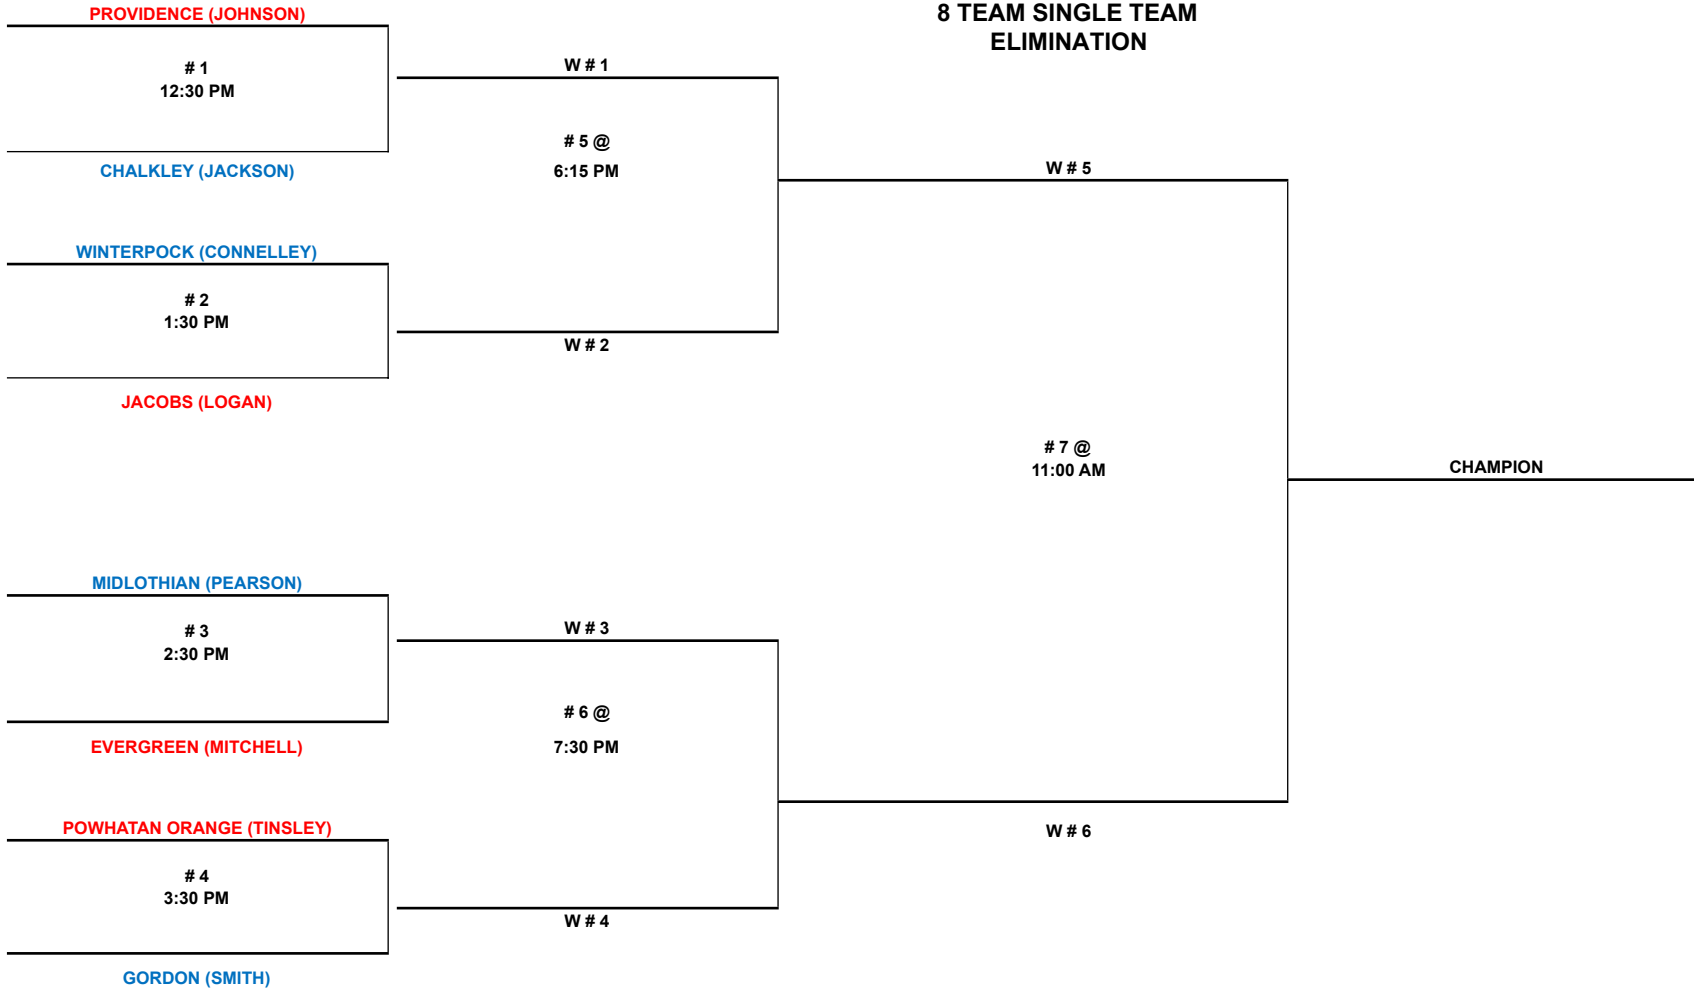 8 TEAM SINGLE TEAM
ELIMINATION
PROVIDENCE (JOHNSON)
# 1
12:30 PM
CHALKLEY (JACKSON)
WINTERPOCK (CONNELLEY)
# 2
1:30 PM
JACOBS (LOGAN)
MIDLOTHIAN (PEARSON)
# 3
2:30 PM
EVERGREEN (MITCHELL)
POWHATAN ORANGE (TINSLEY)
# 4
3:30 PM
GORDON (SMITH)
W # 1
# 5 @
6:15 PM
W # 2
W # 3
# 6 @
7:30 PM
W # 4
W # 5
# 7 @
11:00 AM
W # 6
CHAMPION